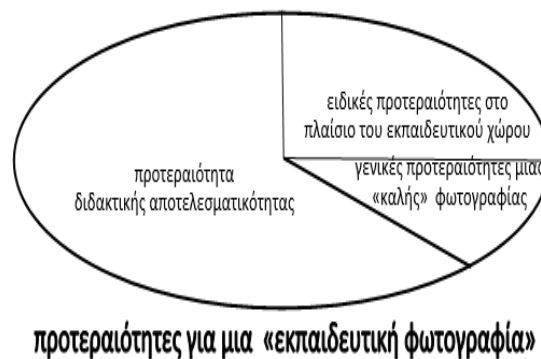 ειδικές προτεραιότητες στο
πλαίσιο του εκπαιδευτικού χώρου
γενικές προτεραιότητες μιας
«καλής» φωτογραφίας
προτεραιότητα
διδακτικής αποτελεσματικότητας
προτεραιότητες για μια «εκπαιδευτική φωτογραφία»